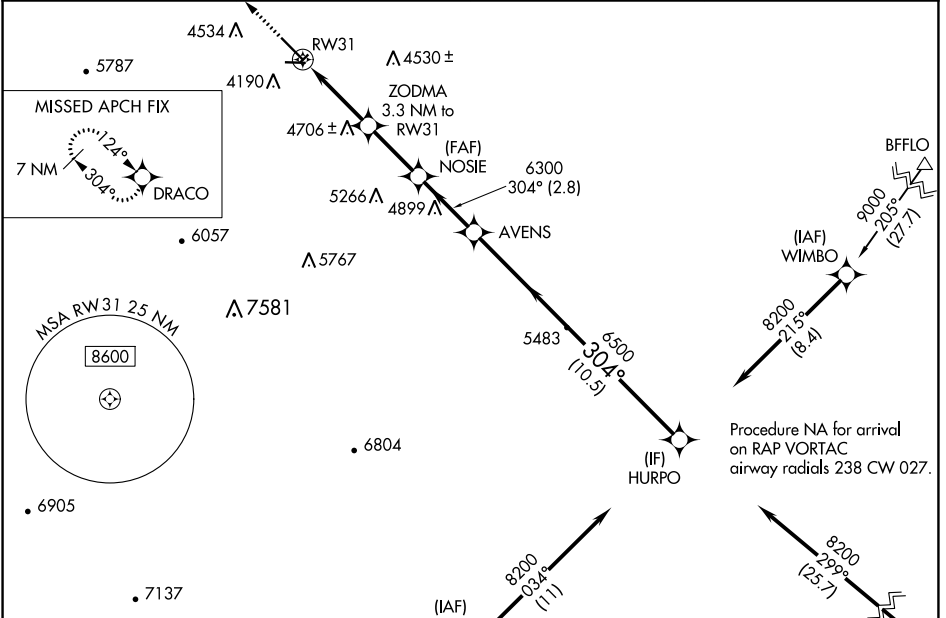 4534
RW31
4530 ±
5787
4190
ZODMA
3.3 NM to
RW31
MISSED APCH FIX
4706 ±
124°
7 NM
304°
DRACO
(FAF)
NOSIE
6300
304° (2.8)
BFFLO
9000
205°
(27.7)
5266
4899
AVENS
6057
(IAF)
WIMBO
5767
7581
MSA RW31 25 NM
8600
8200
215°
(8.4)
5483
6500
304°
(10.5)
6804
(IF)
HURPO
Procedure NA for arrival
on RAP VORTAC
airway radials 238 CW 027.
6905
8200
034°
(11)
8200
299°
(25.7)
7137
(IAF)